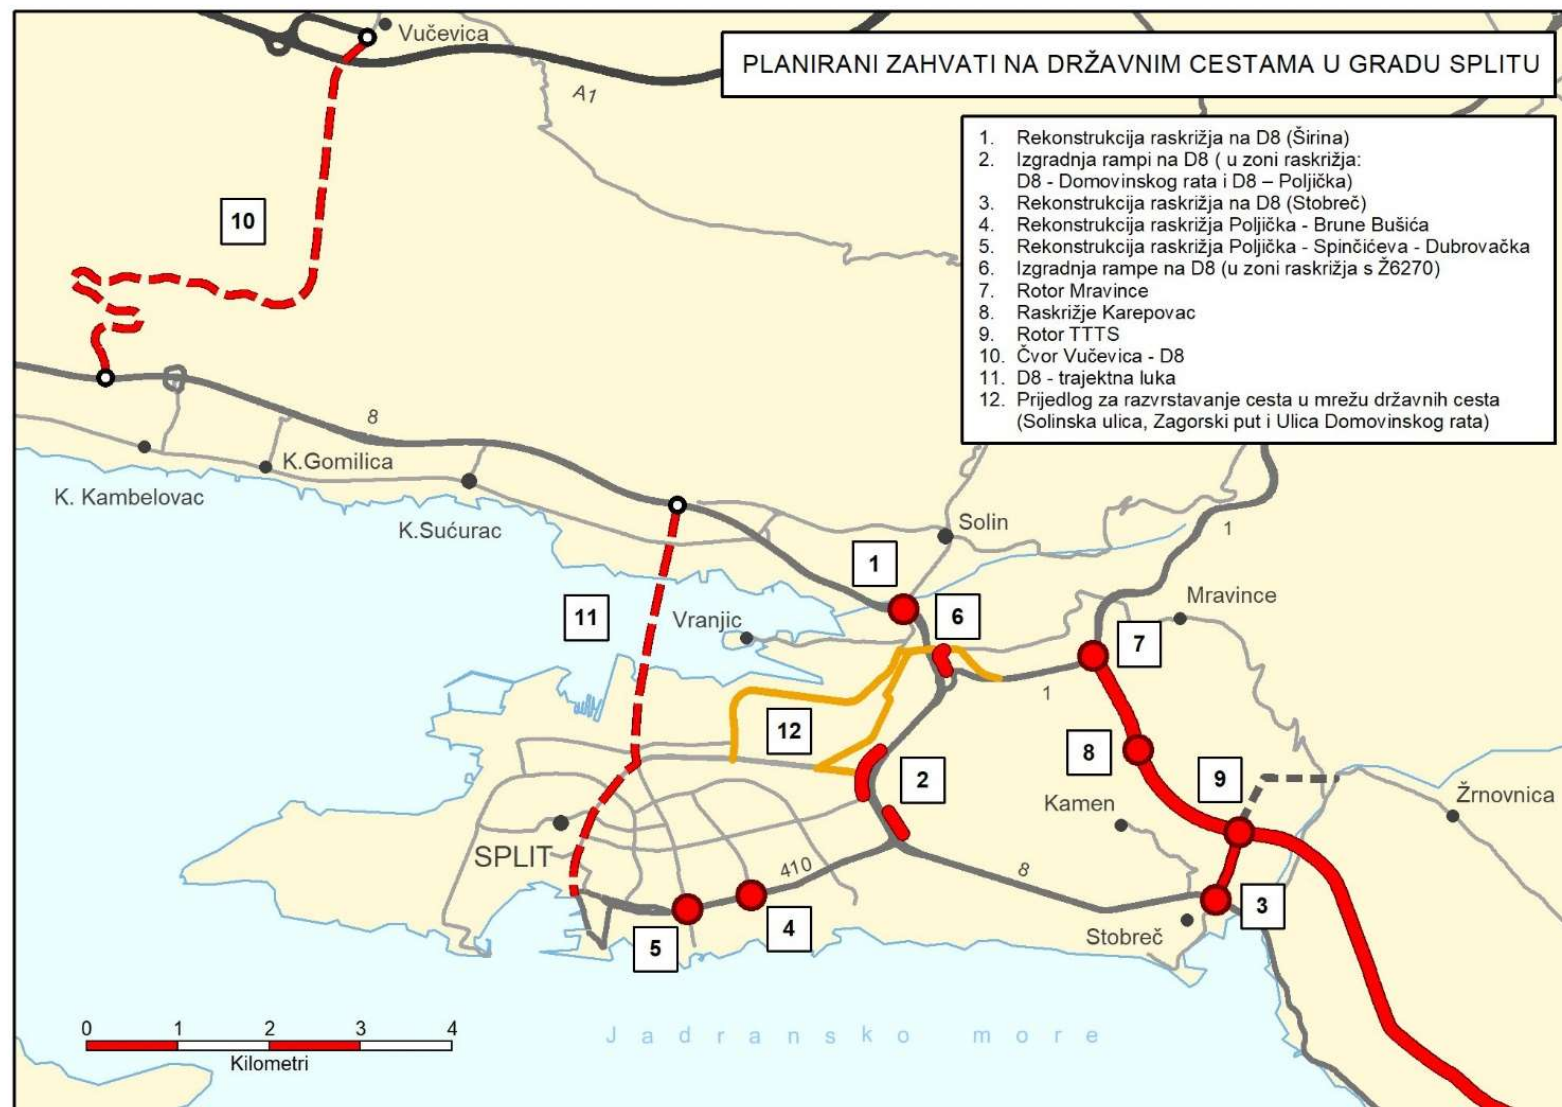 Vučevica
PLANIRANI ZAHVATI NA DRŽAVNIM CESTAMA U GRADU SPLITU
A1
1. Rekonstrukcija raskrižja na D8 (Širina)
2. Izgradnja rampi na D8 ( u zoni raskrižja:
D8 - Domovinskog rata i D8 – Poljička)
3. Rekonstrukcija raskrižja na D8 (Stobreč)
4. Rekonstrukcija raskrižja Poljička - Brune Bušića
5. Rekonstrukcija raskrižja Poljička - Spinčićeva - Dubrovačka
6. Izgradnja rampe na D8 (u zoni raskrižja s Ž6270)
7. Rotor Mravince
8. Raskrižje Karepovac
9. Rotor TTTS
10. Čvor Vučevica - D8
11. D8 - trajektna luka
12. Prijedlog za razvrstavanje cesta u mrežu državnih cesta
(Solinska ulica, Zagorski put i Ulica Domovinskog rata)
10
8
K.Gomilica
K. Kambelovac
K.Sućurac
Solin
1
1
Mravince
11
Vranjic
6
7
1
12
8
2
9
Kamen
Žrnovnica
SPLIT
410
8
3
4
5
Stobreč
0 1 2 3 4
Kilometri
Jadransko more